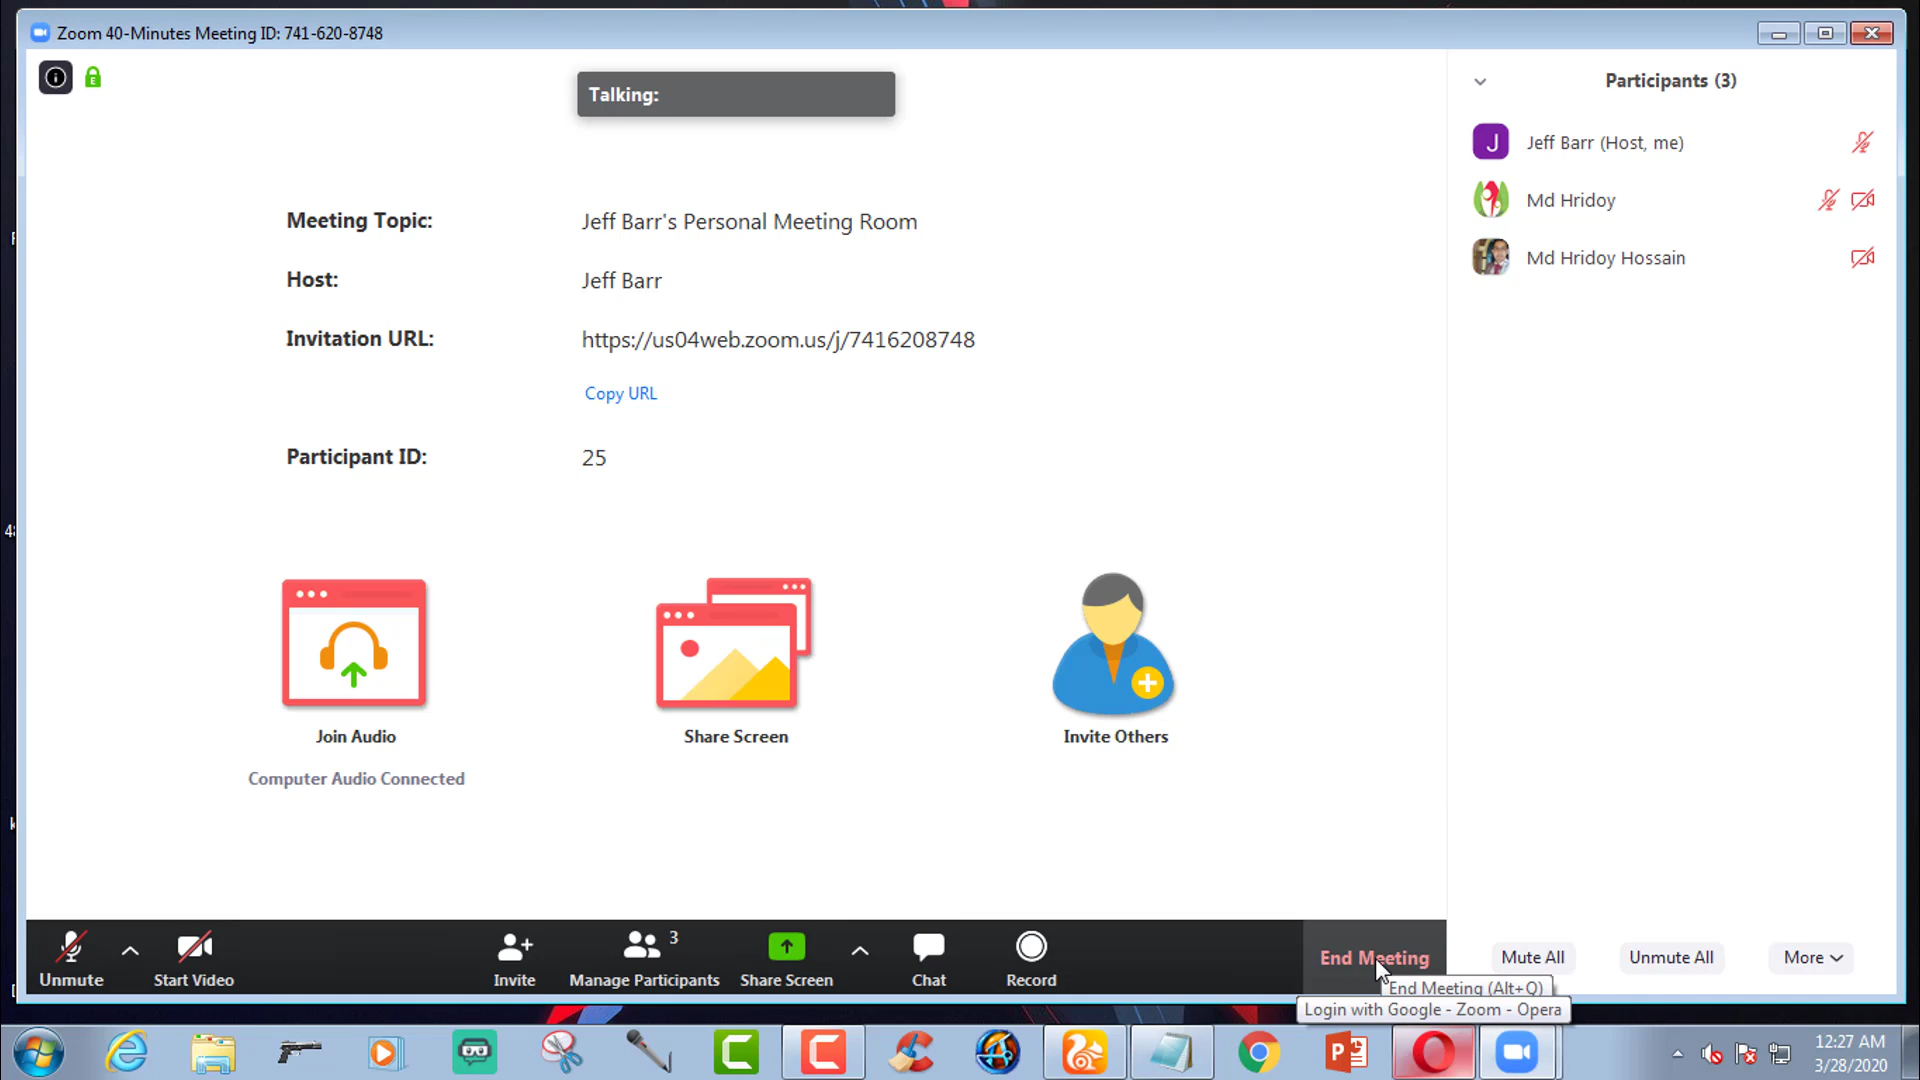 Zoom 40-Minutes Meeting ID: 741-620-8748
Talking:
Meeting Topic: Jeff Barr's Personal Meeting Room
Host: Jeff Barr
Invitation URL: https://us04web.zoom.us/j/7416208748
Copy URL
Participant ID: 25
Join Audio
Computer Audio Connected
Share Screen
Invite Others
Participants (3)
J Jeff Barr (Host, me)
Md Hridoy
Md Hridoy Hossain
Unmute
Start Video
Invite
3
Manage Participants
Share Screen
Chat
Record
End Meeting
Mute All
Unmute All
More
End Meeting (Alt+Q)
Login with Google - Zoom - Opera
12:27 AM
3/28/2020